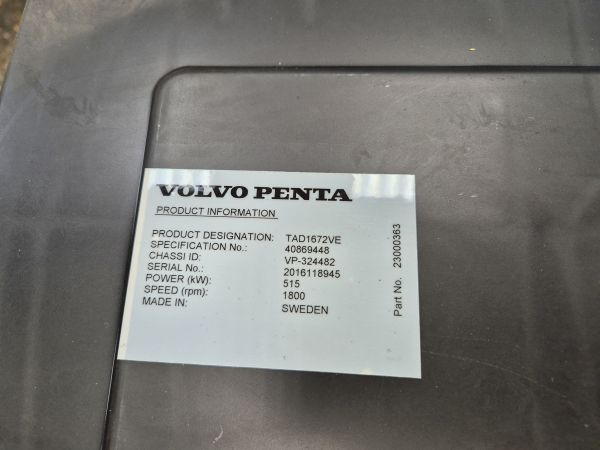 VOLVO PENTA
PRODUCT INFORMATION
PRODUCT DESIGNATION: TAD1672VE
SPECIFICATION No.: 40869448
CHASSI ID: VP-324482
SERIAL No.: 2016118945
POWER (kW): 515
SPEED (rpm): 1800
MADE IN: SWEDEN
Part No. 23000363